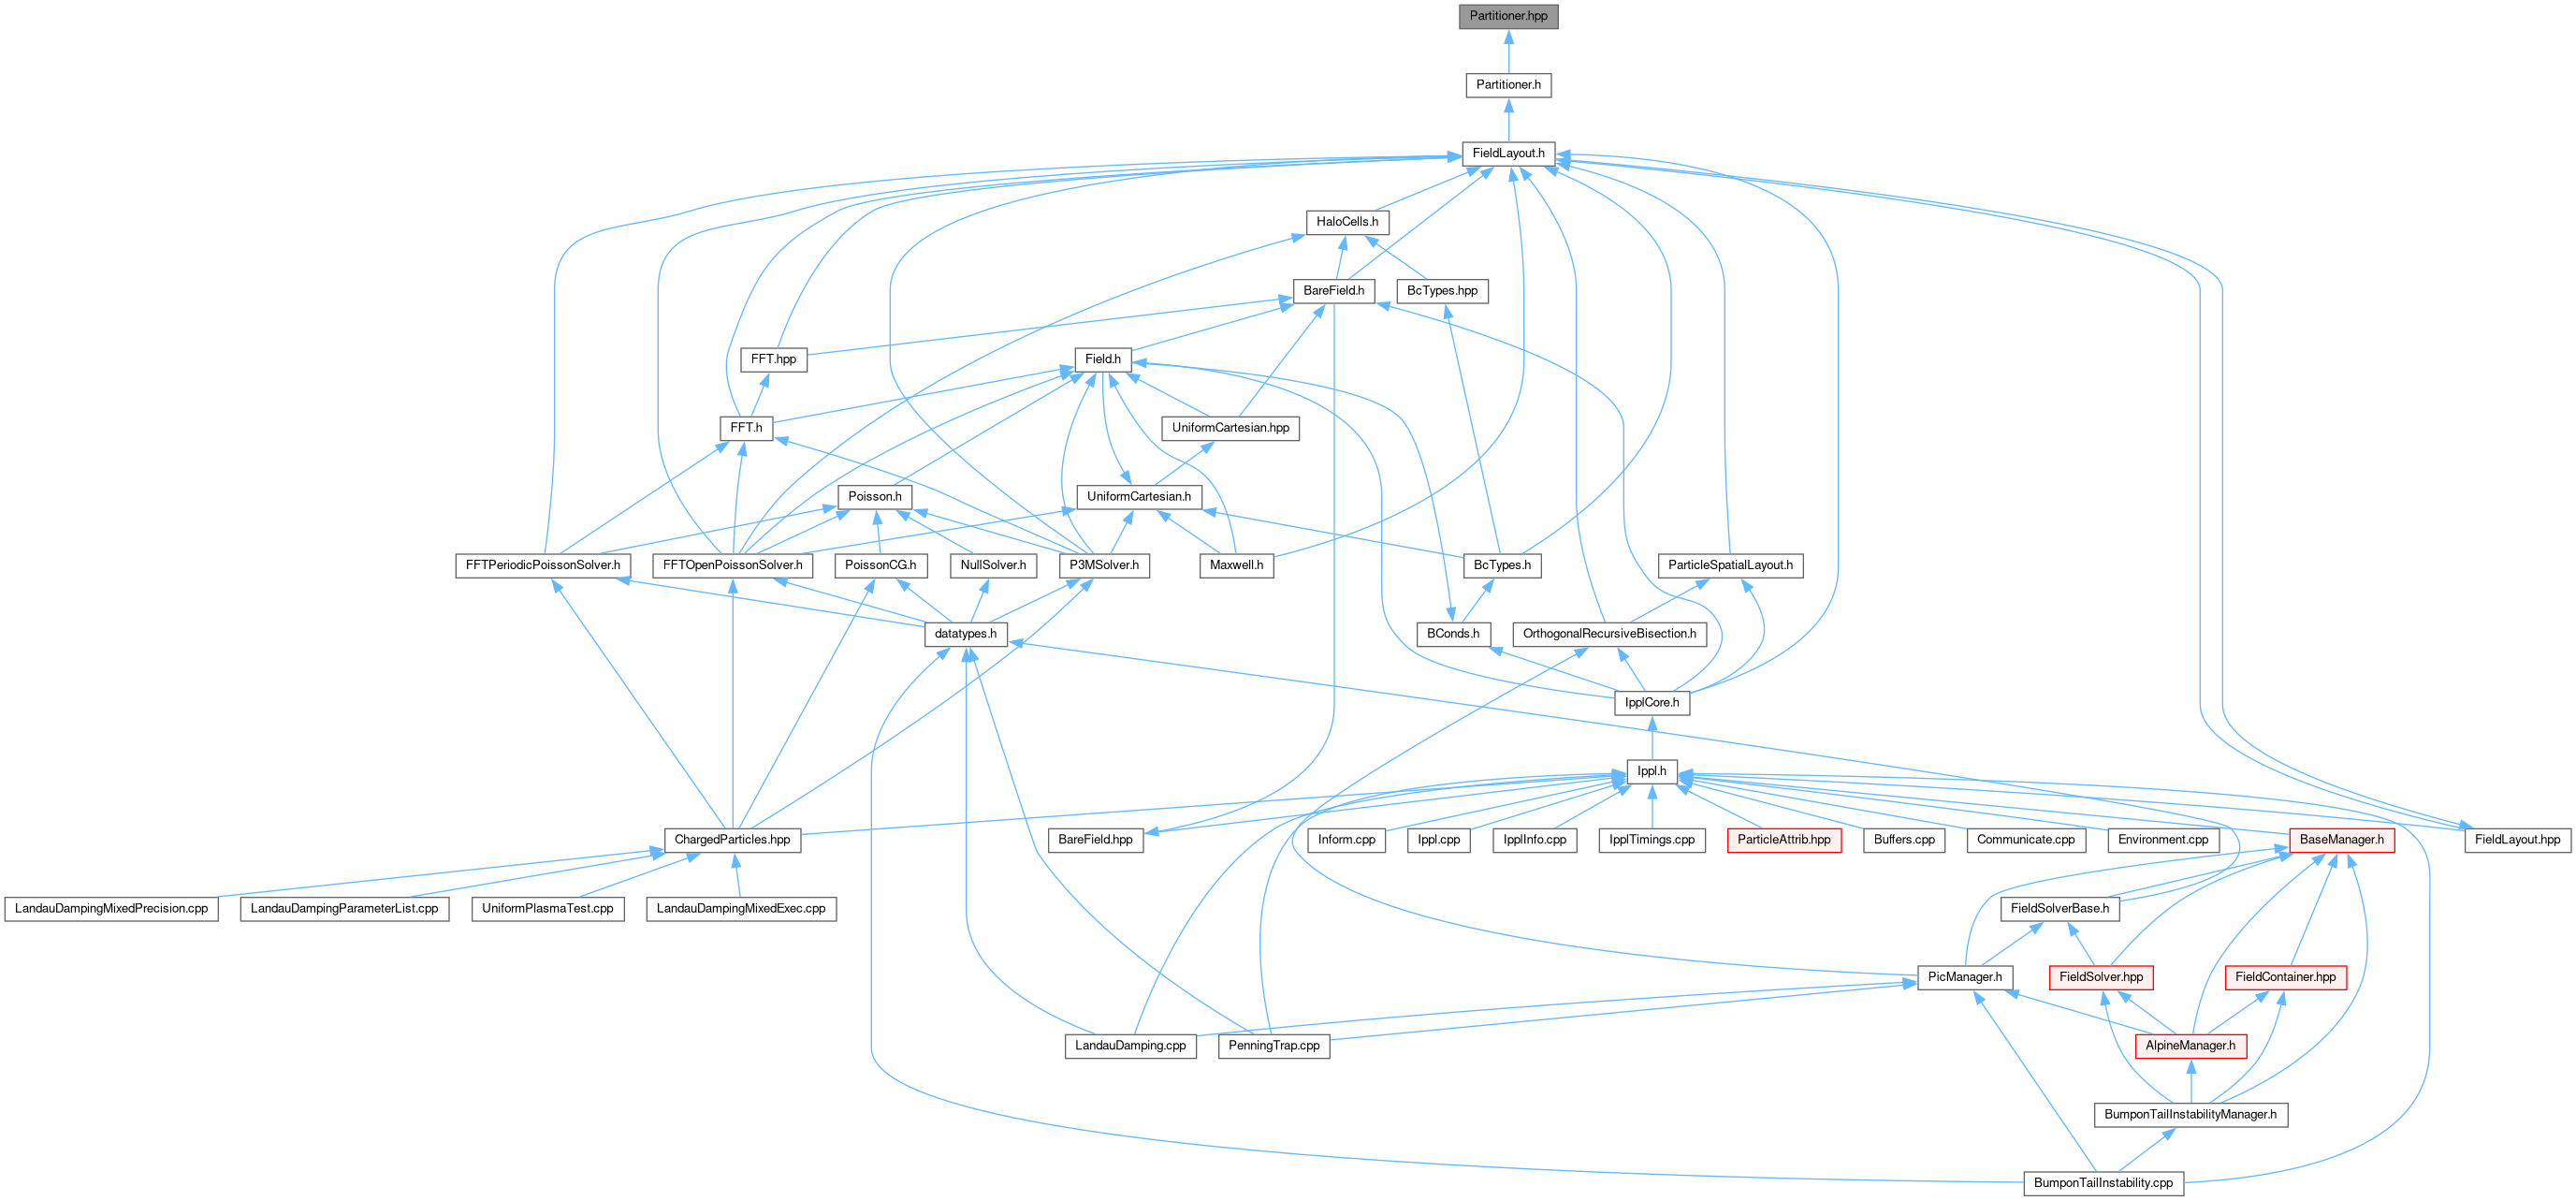 Partitioner.hpp
Partitioner.h
FieldLayout.h
HaloCells.h
BareField.h
BcTypes.hpp
FFT.hpp
Field.h
FFT.h
UniformCartesian.hpp
Poisson.h
UniformCartesian.h
FFTPeriodicPoissonSolver.h
FFTOpenPoissonSolver.h
PoissonCG.h
NullSolver.h
P3MSolver.h
Maxwell.h
BcTypes.h
ParticleSpatialLayout.h
datatypes.h
BConds.h
OrthogonalRecursiveBisection.h
IpplCore.h
Ippl.h
ChargedParticles.hpp
BareField.hpp
Inform.cpp
Ippl.cpp
IpplInfo.cpp
IpplTimings.cpp
ParticleAttrib.hpp
Buffers.cpp
Communicate.cpp
Environment.cpp
BaseManager.h
FieldLayout.hpp
LandauDampingMixedPrecision.cpp
LandauDampingParameterList.cpp
UniformPlasmaTest.cpp
LandauDampingMixedExec.cpp
FieldSolverBase.h
PicManager.h
FieldSolver.hpp
FieldContainer.hpp
LandauDamping.cpp
PenningTrap.cpp
AlpineManager.h
BumponTailInstabilityManager.h
BumponTailInstability.cpp